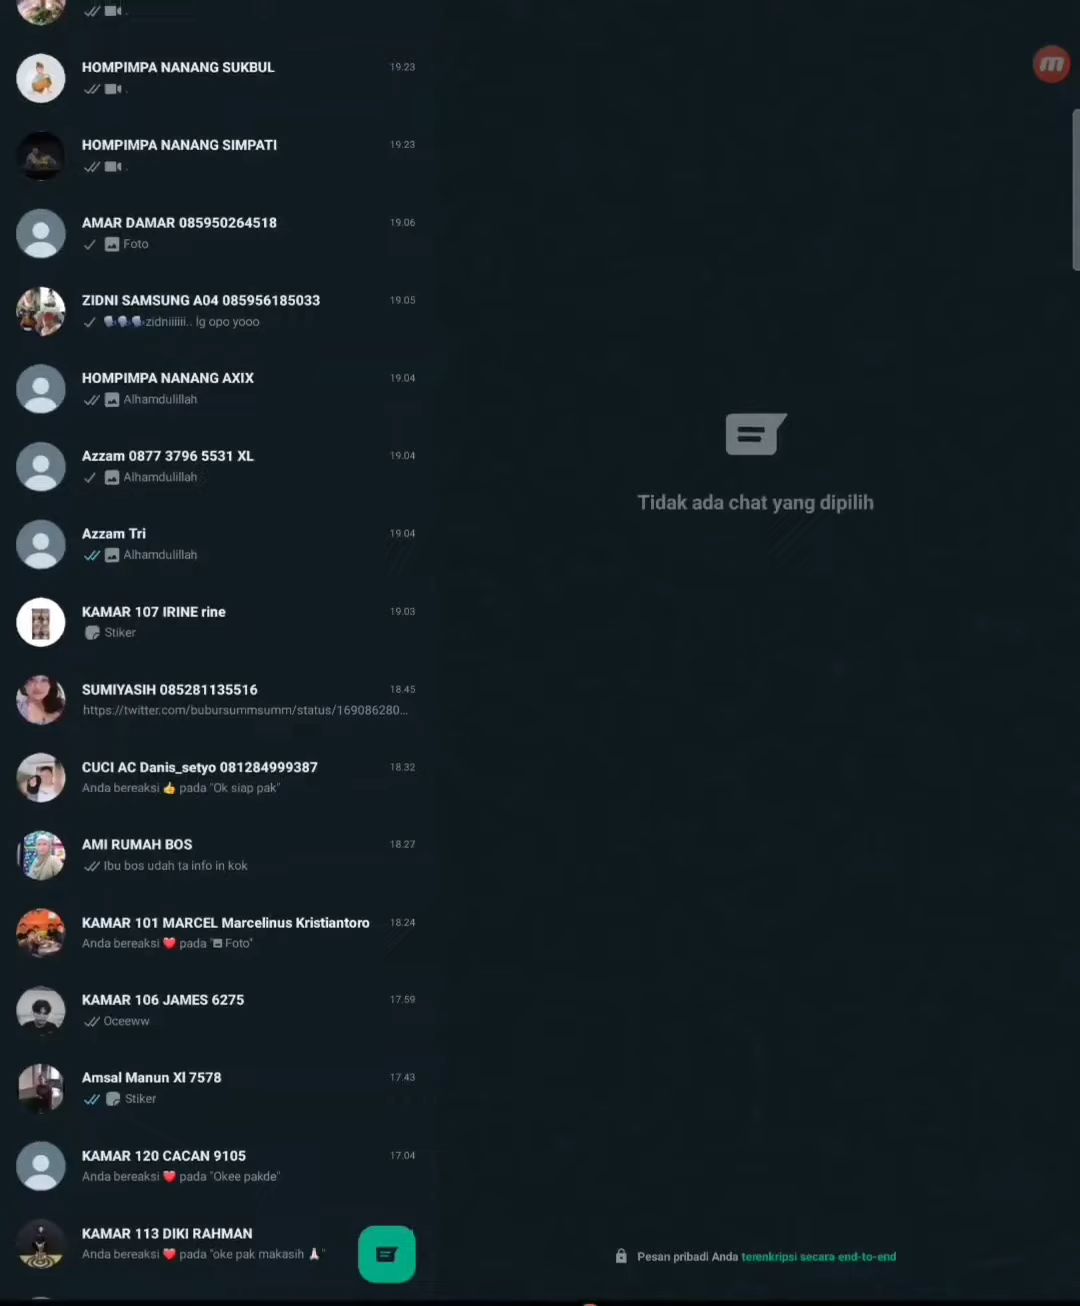 .
HOMPIMPA NANANG SUKBUL 19.23
.
HOMPIMPA NANANG SIMPATI 19.23
.
AMAR DAMAR 085950264518 19.06
Foto
ZIDNI SAMSUNG A04 085956185033 19.05
🗣🗣🗣zidniiiiii.. lg opo yooo
HOMPIMPA NANANG AXIX 19.04
Alhamdulillah
Azzam 0877 3796 5531 XL 19.04
Alhamdulillah
Azzam Tri 19.04
Alhamdulillah
KAMAR 107 IRINE rine 19.03
Stiker
SUMIYASIH 085281135516 18.45
https://twitter.com/bubursummsumm/status/169086280...
CUCI AC Danis_setyo 081284999387 18.32
Anda bereaksi 👍 pada "Ok siap pak"
AMI RUMAH BOS 18.27
Ibu bos udah ta info in kok
KAMAR 101 MARCEL Marcelinus Kristiantoro 18.24
Anda bereaksi ❤️ pada "Foto"
KAMAR 106 JAMES 6275 17.59
Oceeww
Amsal Manun Xl 7578 17.43
Stiker
KAMAR 120 CACAN 9105 17.04
Anda bereaksi ❤️ pada "Okee pakde"
KAMAR 113 DIKI RAHMAN
Anda bereaksi ❤️ pada "oke pak makasih 🙏🏻"
Tidak ada chat yang dipilih
Pesan pribadi Anda terenkripsi secara end-to-end